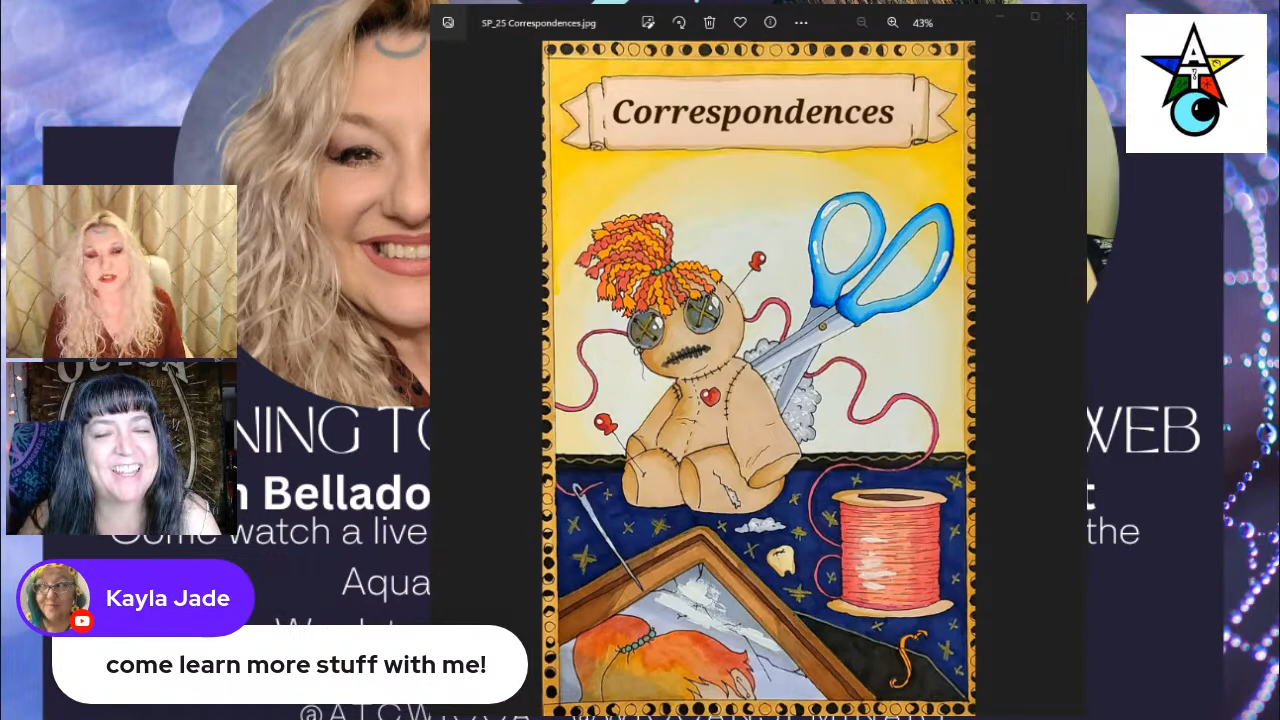 SP_25 Correspondences.jpg
43%
Correspondences
A
T
NING TO
WEB
Bellado
t
Come watch a live
the
Aqua
Kayla Jade
come learn more stuff with me!